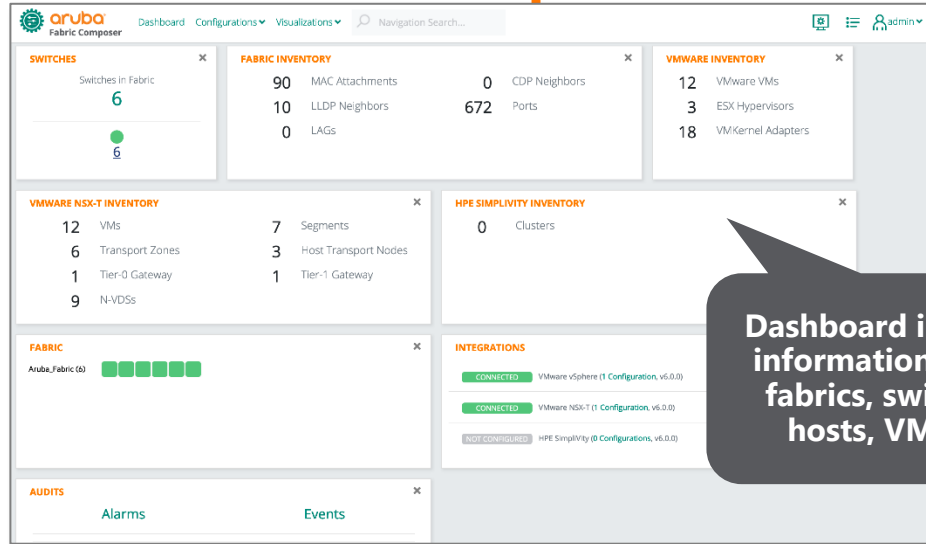 aruba
Fabric Composer
Dashboard Configurations Visualizations Navigation Search... admin
SWITCHES
Switches in Fabric
6
6
FABRIC INVENTORY
90 MAC Attachments 0 CDP Neighbors
10 LLDP Neighbors 672 Ports
0 LAGs
VMWARE INVENTORY
12 VMware VMs
3 ESX Hypervisors
18 VMKernel Adapters
VMWARE NSX-T INVENTORY
12 VMs 7 Segments
6 Transport Zones 3 Host Transport Nodes
1 Tier-0 Gateway 1 Tier-1 Gateway
9 N-VDSs
HPE SIMPLIVITY INVENTORY
0 Clusters
FABRIC
Aruba_Fabric (6)
INTEGRATIONS
CONNECTED VMware vSphere (1 Configuration, v6.0.0)
CONNECTED VMware NSX-T (1 Configuration, v6.0.0)
NOT CONFIGURED HPE SimpliVity (0 Configurations, v6.0.0)
Dashboard
information
fabrics,
hosts,
AUDITS
Alarms Events